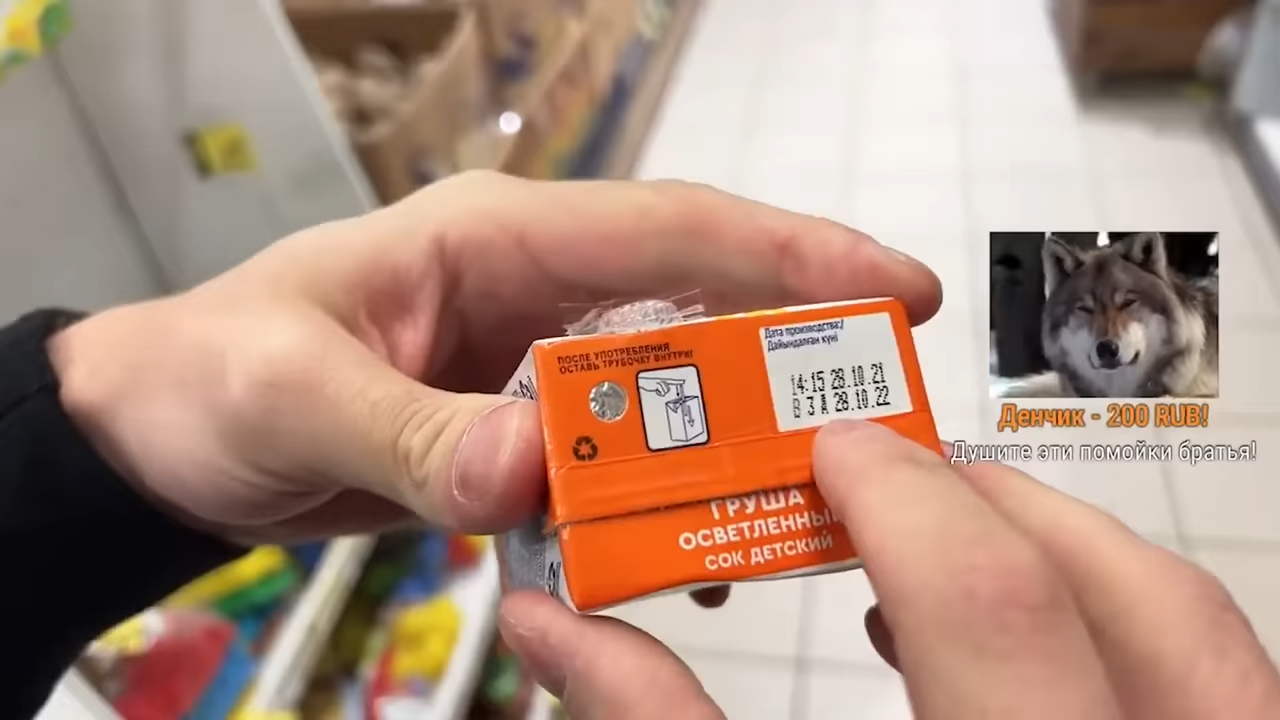 ПОСЛЕ УПОТРЕБЛЕНИЯ
ОСТАВЬ ТРУБОЧКУ ВНУТРИ!
Дата производства:/
Дайындалған күні
14:15 28.10.21
B 3 A 28.10.22
ГРУША
ОСВЕТЛЕННЫЙ
СОК ДЕТСКИЙ
Денчик - 200 RUB!
Душите эти помойки братья!